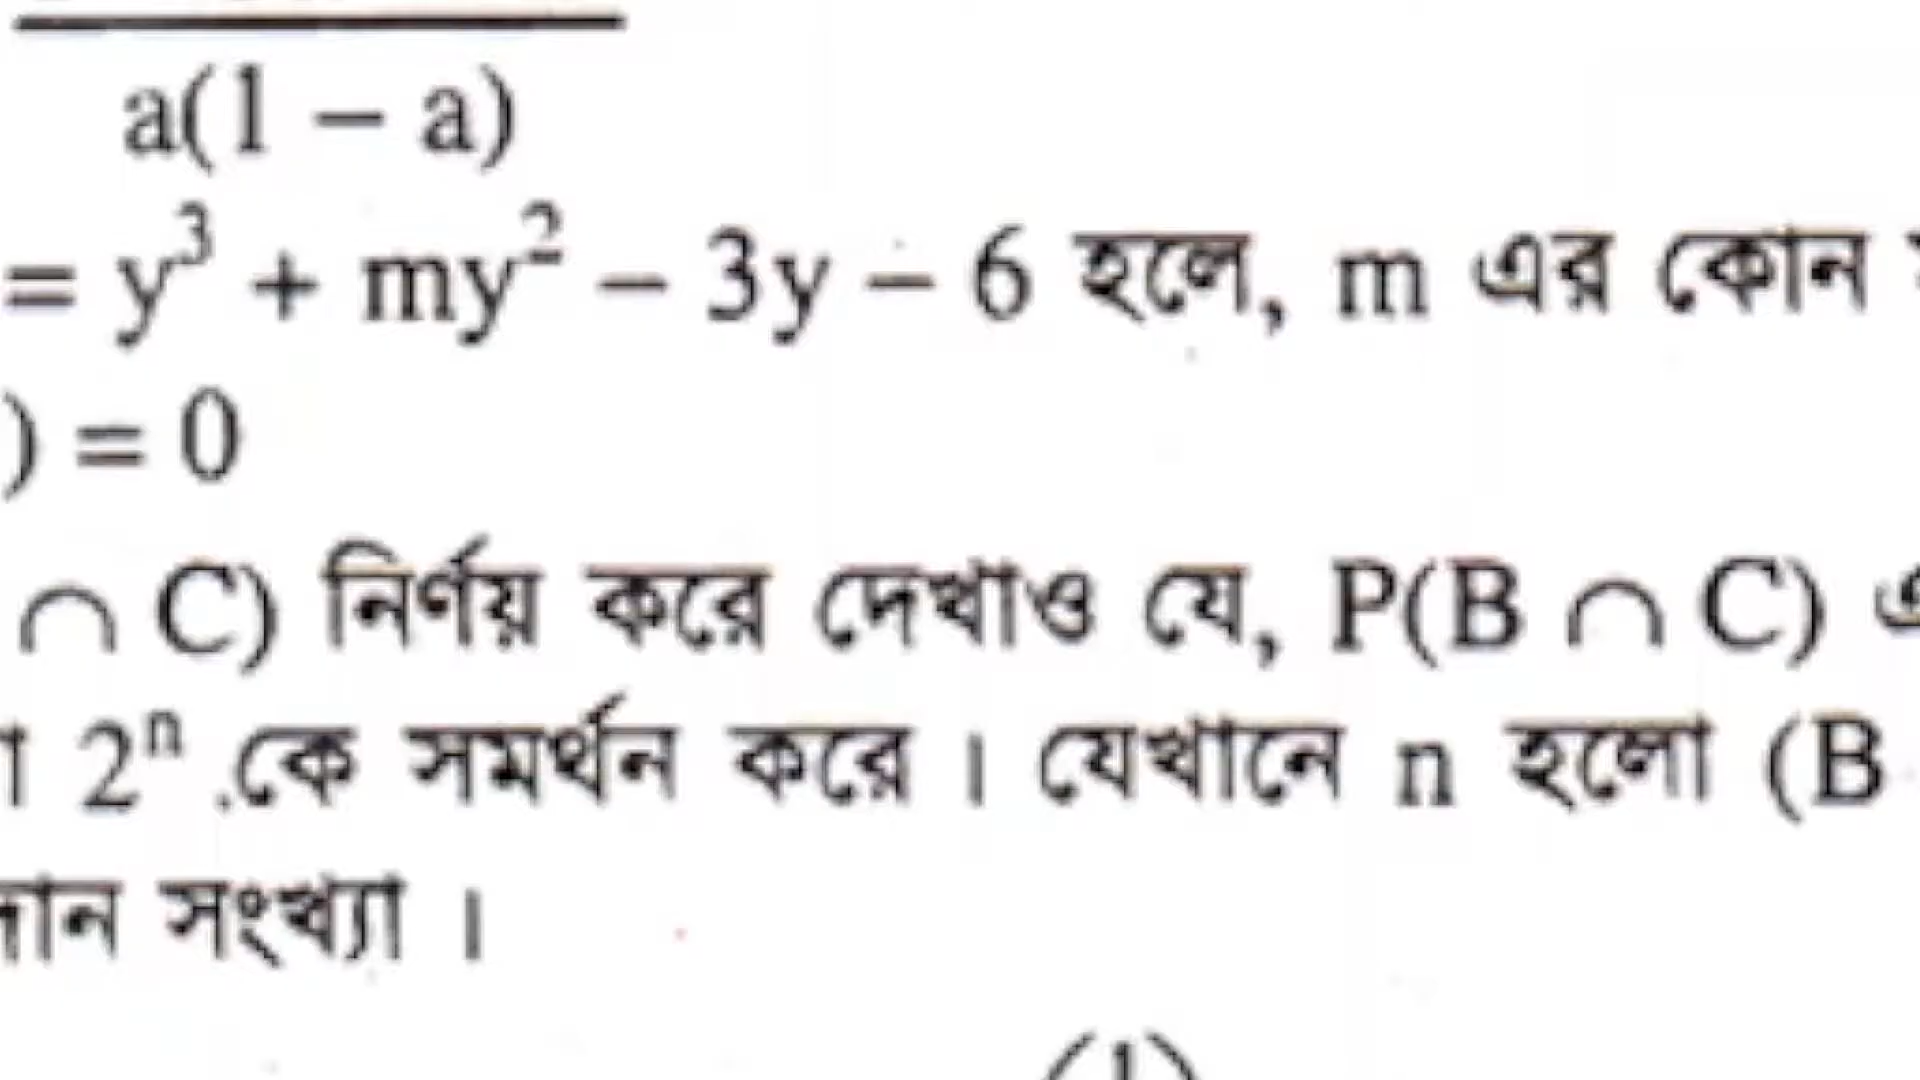 a(1 – a)
= y³ + my² – 3y – 6 হলে, m এর কোন
) = 0
∩ C) নির্ণয় করে দেখাও যে, P(B ∩ C)
2ⁿ কে সমর্থন করে। যেখানে n হলো (B
সংখ্যা।